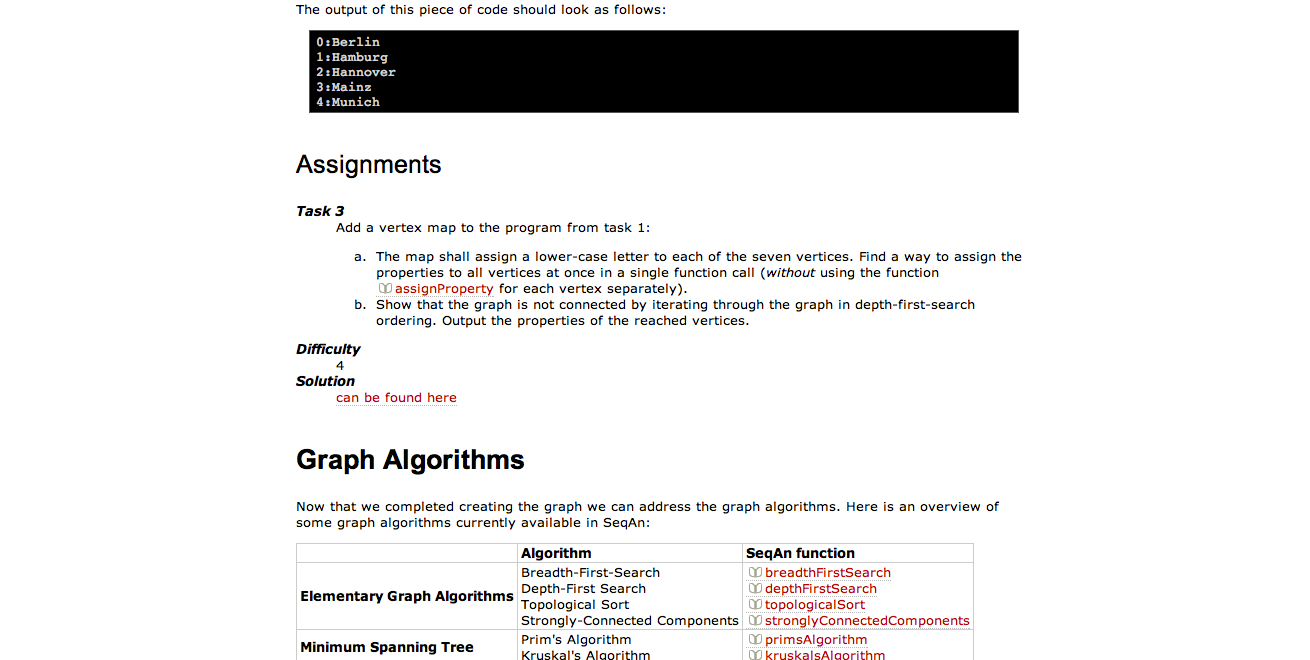 The output of this piece of code should look as follows:
0:Berlin
1:Hamburg
2:Hannover
3:Mainz
4:Munich
Assignments
Task 3
Add a vertex map to the program from task 1:
a. The map shall assign a lower-case letter to each of the seven vertices. Find a way to assign the
properties to all vertices at once in a single function call (without using the function
assignProperty for each vertex separately).
b. Show that the graph is not connected by iterating through the graph in depth-first-search
ordering. Output the properties of the reached vertices.
Difficulty
4
Solution
can be found here
Graph Algorithms
Now that we completed creating the graph we can address the graph algorithms. Here is an overview of
some graph algorithms currently available in SeqAn:
Algorithm SeqAn function
Elementary Graph Algorithms
Breadth-First-Search breadthFirstSearch
Depth-First Search depthFirstSearch
Topological Sort topologicalSort
Strongly-Connected Components stronglyConnectedComponents
Minimum Spanning Tree
Prim's Algorithm primsAlgorithm
Kruskal's Algorithm kruskalsAlgorithm